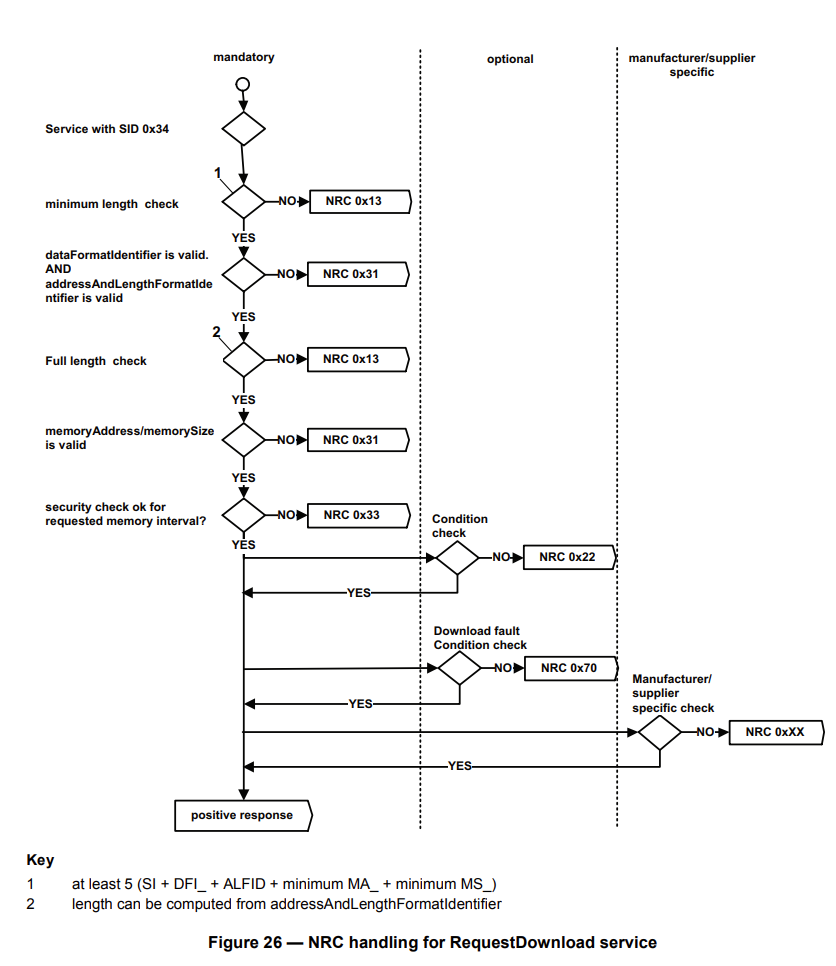 mandatory
optional
manufacturer/supplier
specific
Service with SID 0x34
1
minimum length  check
NO
NRC 0x13
YES
dataFormatIdentifier is valid.
AND
addressAndLengthFormatIde
ntifier is valid
NO
NRC 0x31
YES
2
Full length  check
NO
NRC 0x13
YES
memoryAddress/memorySize
is valid
NO
NRC 0x31
YES
security check ok for
requested memory interval?
NO
NRC 0x33
YES
Condition
check
NO
NRC 0x22
YES
Download fault
Condition check
NO
NRC 0x70
YES
Manufacturer/
supplier
specific check
NO
NRC 0xXX
YES
positive response
Key
1 at least 5 (SI + DFI_ + ALFID + minimum MA_ + minimum MS_)
2 length can be computed from addressAndLengthFormatIdentifier
Figure 26 — NRC handling for RequestDownload service